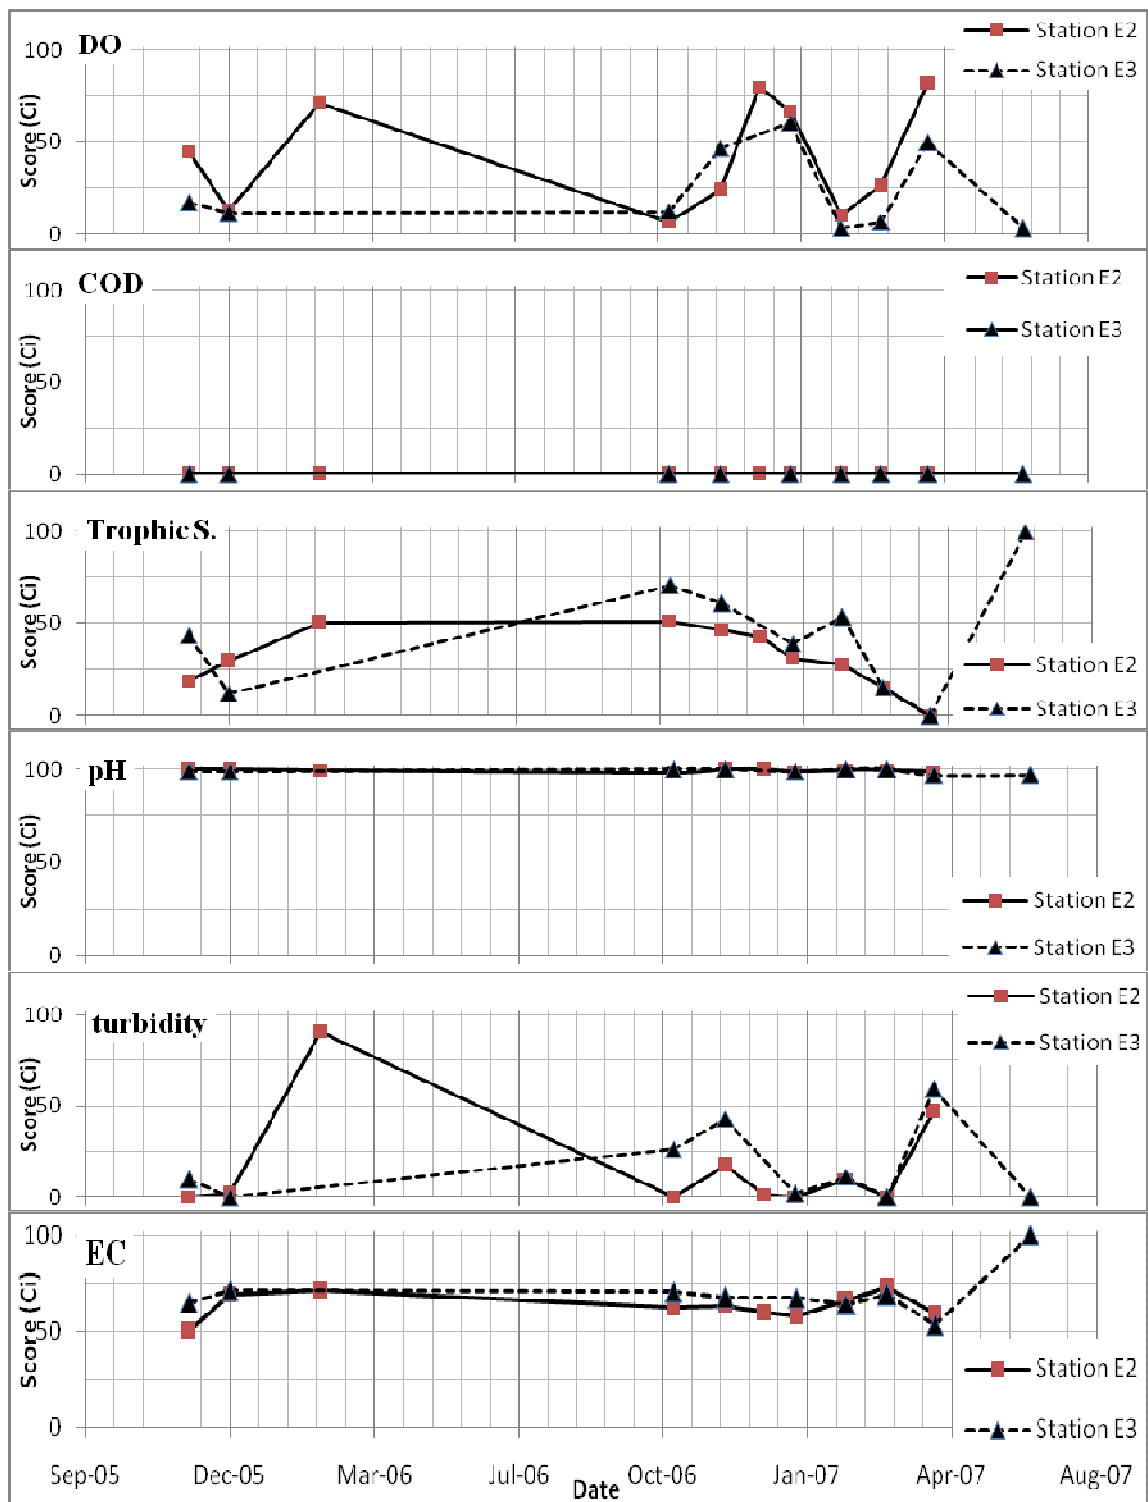 DO
Station E2
Station E3
100
50
0
Score (Ci)
COD
Station E2
Station E3
100
50
0
Score (Ci)
Trophic S.
Station E2
Station E3
100
50
0
Score (Ci)
pH
Station E2
Station E3
100
50
0
Score (Ci)
turbidity
Station E2
Station E3
100
50
0
Score (Ci)
EC
Station E2
Station E3
100
50
0
Score (Ci)
Sep-05 Dec-05 Mar-06 Jul-06 Oct-06 Jan-07 Apr-07 Aug-07
Date